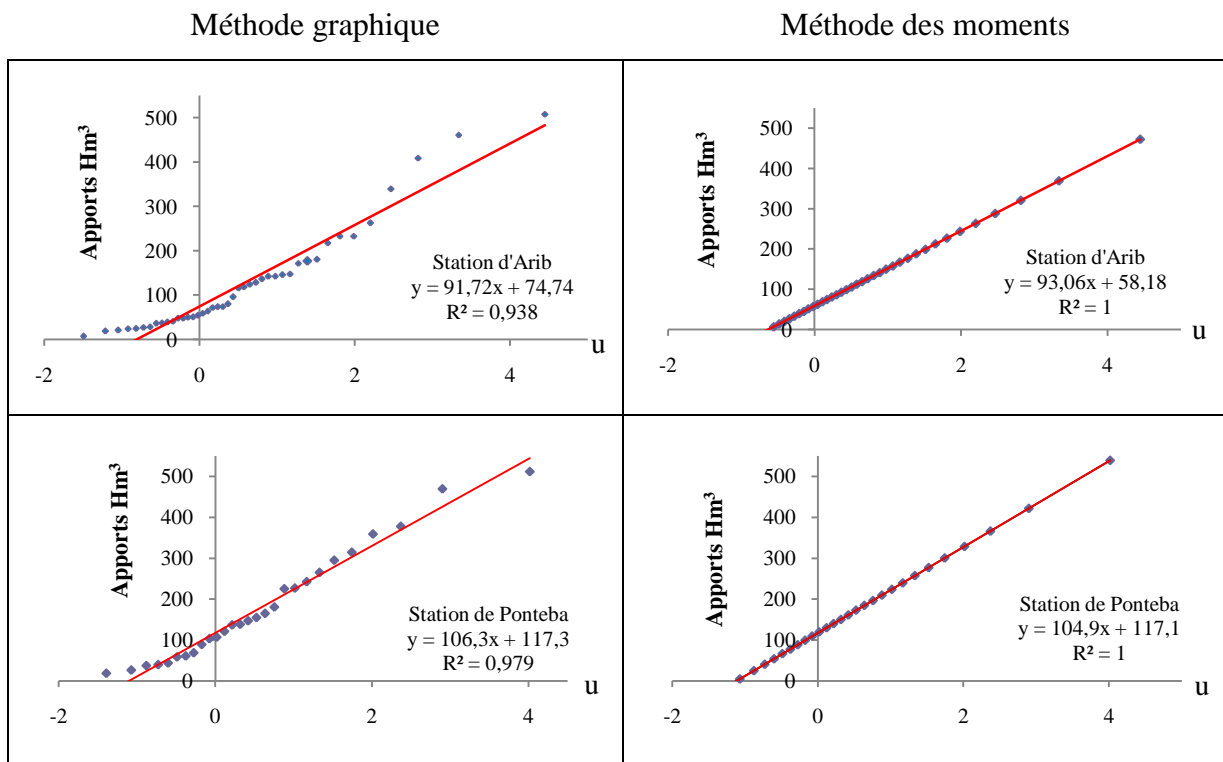 Méthode graphique
Méthode des moments
Apports Hm³
500
400
300
200
100
0
-2
0
2
4
u
Station d'Arib
y = 91,72x + 74,74
R² = 0,938
Apports Hm³
500
400
300
200
100
0
-2
0
2
4
u
Station d'Arib
y = 93,06x + 58,18
R² = 1
Apports Hm³
500
400
300
200
100
0
-2
0
2
4
u
Station de Ponteba
y = 106,3x + 117,3
R² = 0,979
Apports Hm³
500
400
300
200
100
0
-2
0
2
4
u
Station de Ponteba
y = 104,9x + 117,1
R² = 1